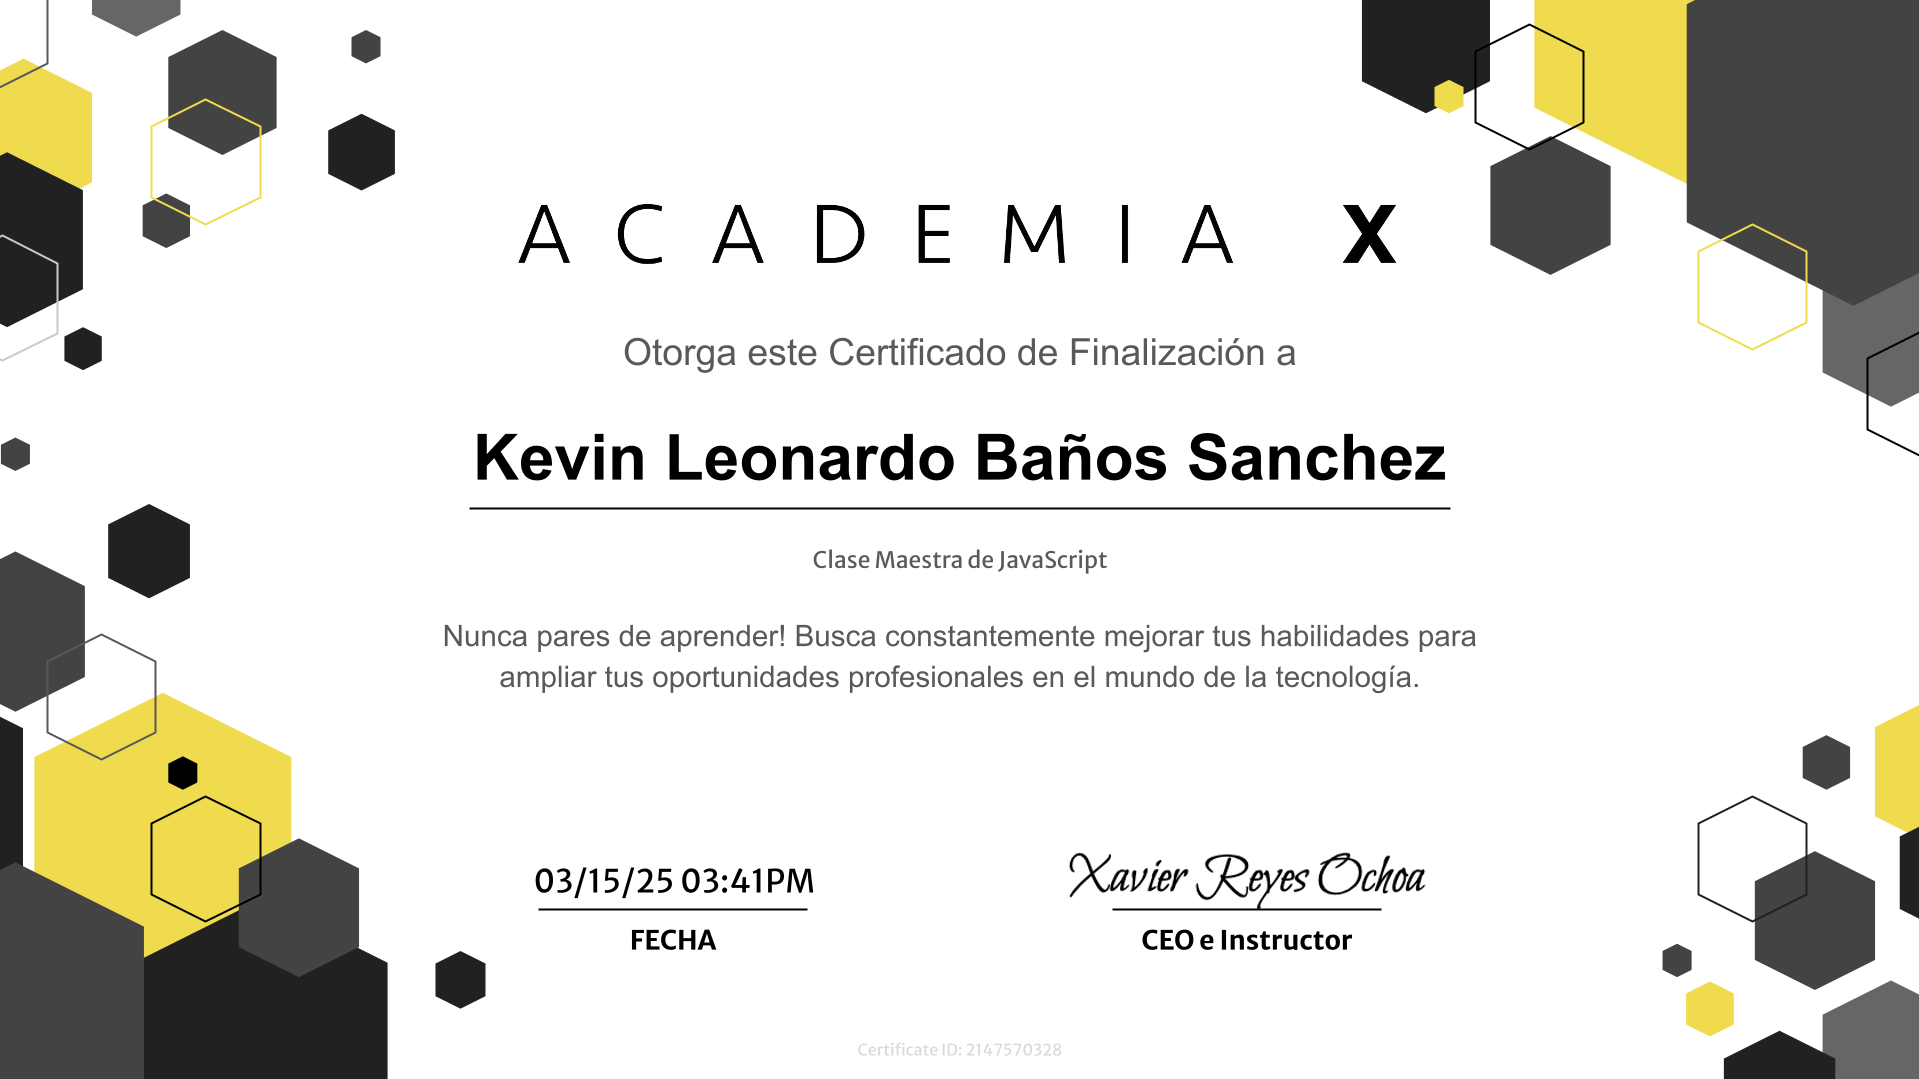 ACADEMIA X
Otorga este Certificado de Finalización a
Kevin Leonardo Baños Sanchez
Clase Maestra de JavaScript
Nunca pares de aprender! Busca constantemente mejorar tus habilidades para
ampliar tus oportunidades profesionales en el mundo de la tecnología.
03/15/25 03:41PM
FECHA
Xavier Reyes Ochoa
CEO e Instructor
Certificate ID: 2147570328